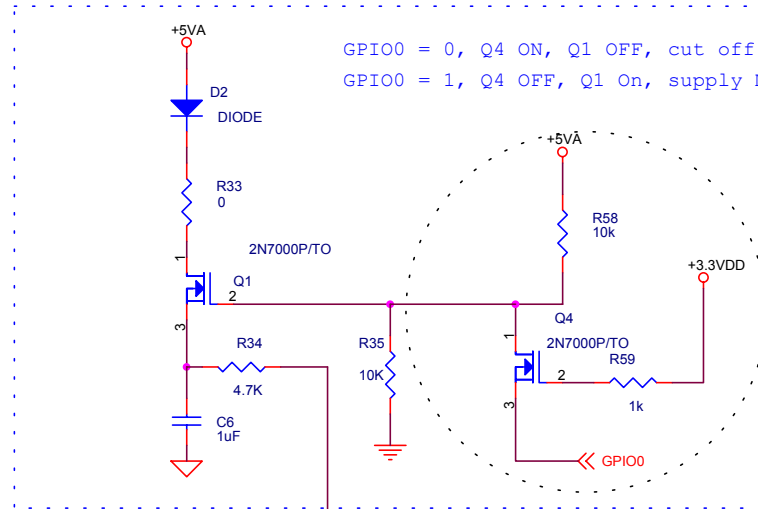 +5VA
GPIO0 = 0, Q4 ON, Q1 OFF, cut off
GPIO0 = 1, Q4 OFF, Q1 On, supply
D2
DIODE
+5VA
R33
0
R58
10k
2N7000P/TO
+3.3VDD
1
Q1
2
Q4
3
R34
4.7K
R35
10K
1
2N7000P/TO
R59
2
1k
3
C6
1uF
GPIO0